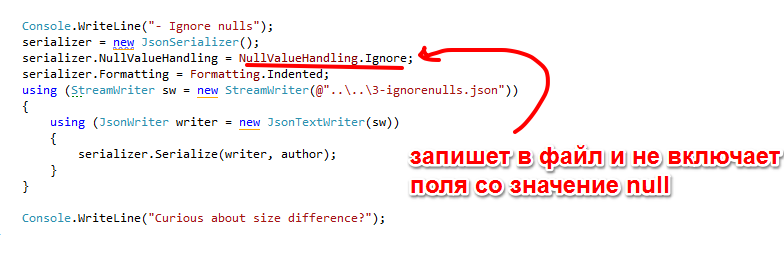 Console.WriteLine("- Ignore nulls");
serializer = new JsonSerializer();
serializer.NullValueHandling = NullValueHandling.Ignore;
serializer.Formatting = Formatting.Indented;
using (StreamWriter sw = new StreamWriter(@"..\..\3-ignorenulls.json"))
{
using (JsonWriter writer = new JsonTextWriter(sw))
{
serializer.Serialize(writer, author);
}
}
запишет в файл и не включает
поля со значение null
Console.WriteLine("Curious about size difference?");